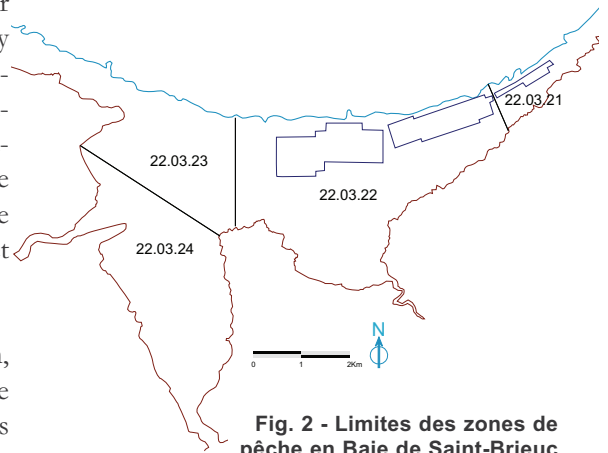 22.03.21
22.03.23
22.03.22
22.03.24
N
0 1 2Km
Fig. 2 - Limites des zones de
pêche en Baie de Saint-Brieuc